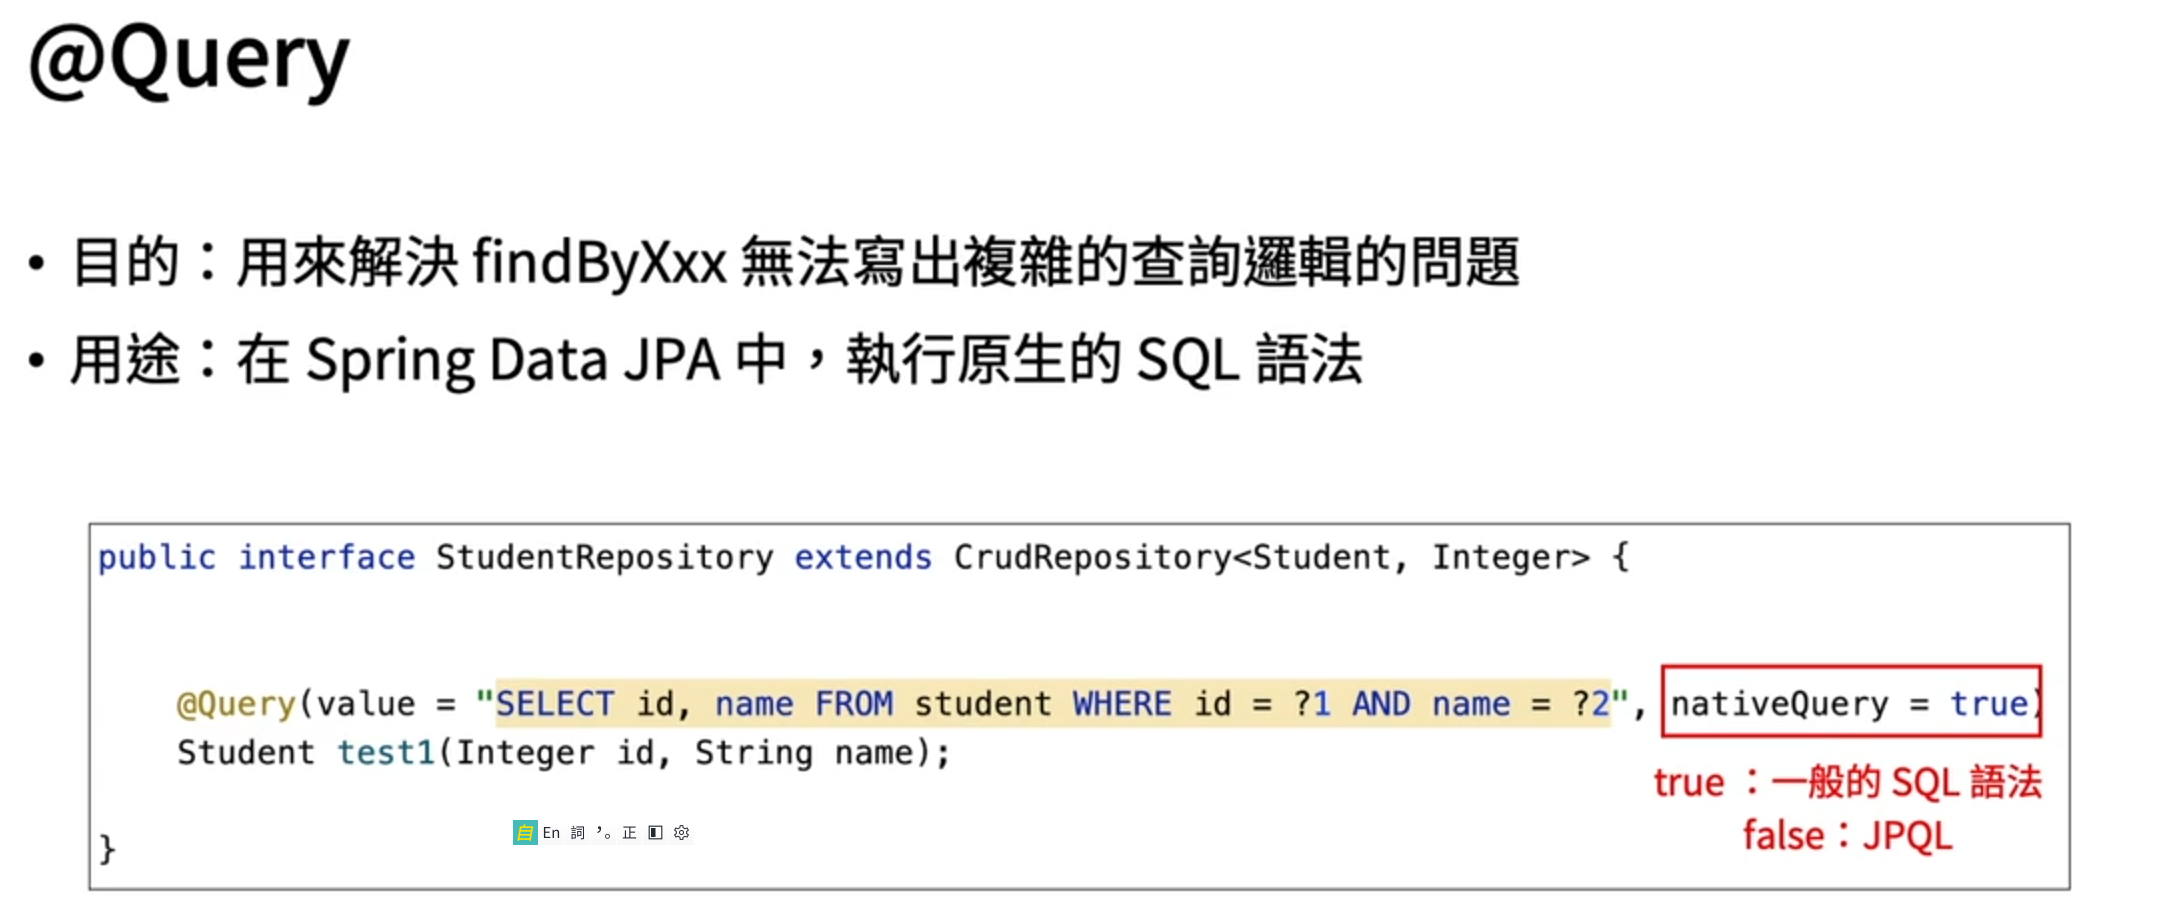 @Query
• 目的：用來解決 findByXxx 無法寫出複雜的查詢邏輯的問題
• 用途：在 Spring Data JPA 中，執行原生的 SQL 語法
public interface StudentRepository extends CrudRepository<Student, Integer> {
@Query(value = "SELECT id, name FROM student WHERE id = ?1 AND name = ?2", nativeQuery = true)
Student test1(Integer id, String name);
true ：一般的 SQL 語法
false：JPQL
自 En 詞 ，。 正
}